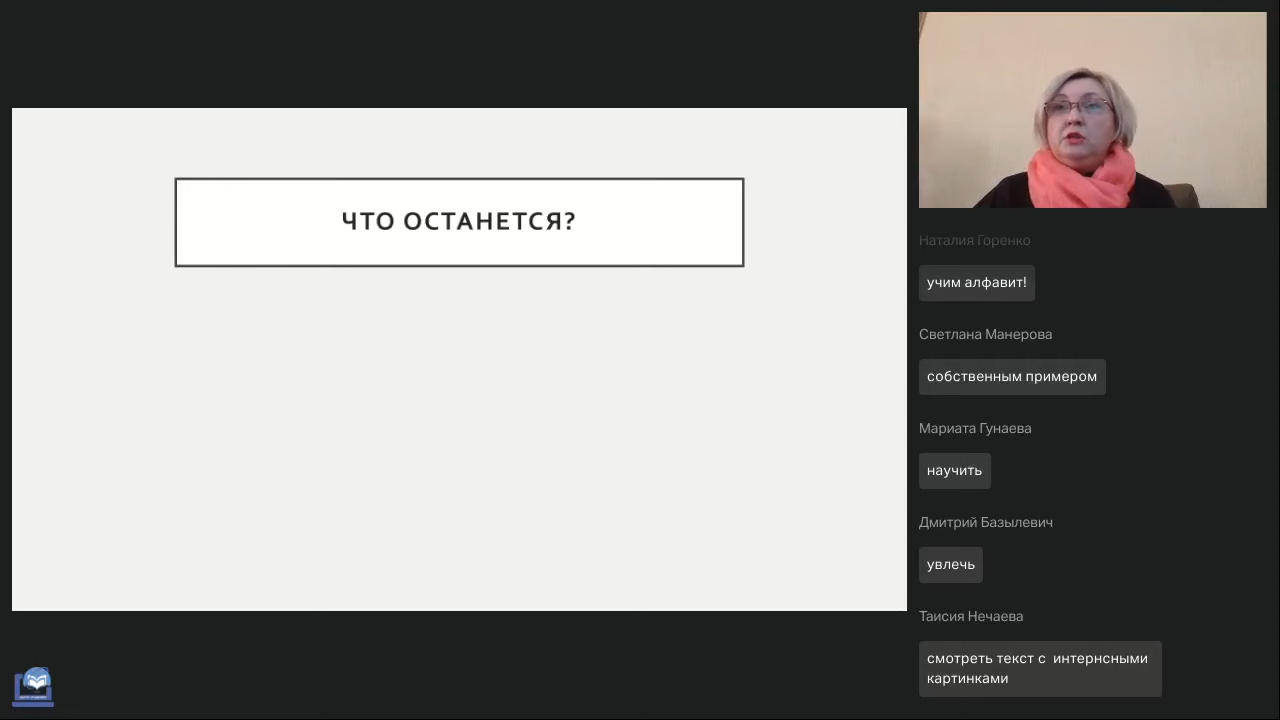 ЧТО ОСТАНЕТСЯ?
Наталия Горенко
учим алфавит!
Светлана Манерова
собственным примером
Мариата Гунаева
научить
Дмитрий Базылевич
увлечь
Таисия Нечаева
смотреть текст с интернсными
картинками